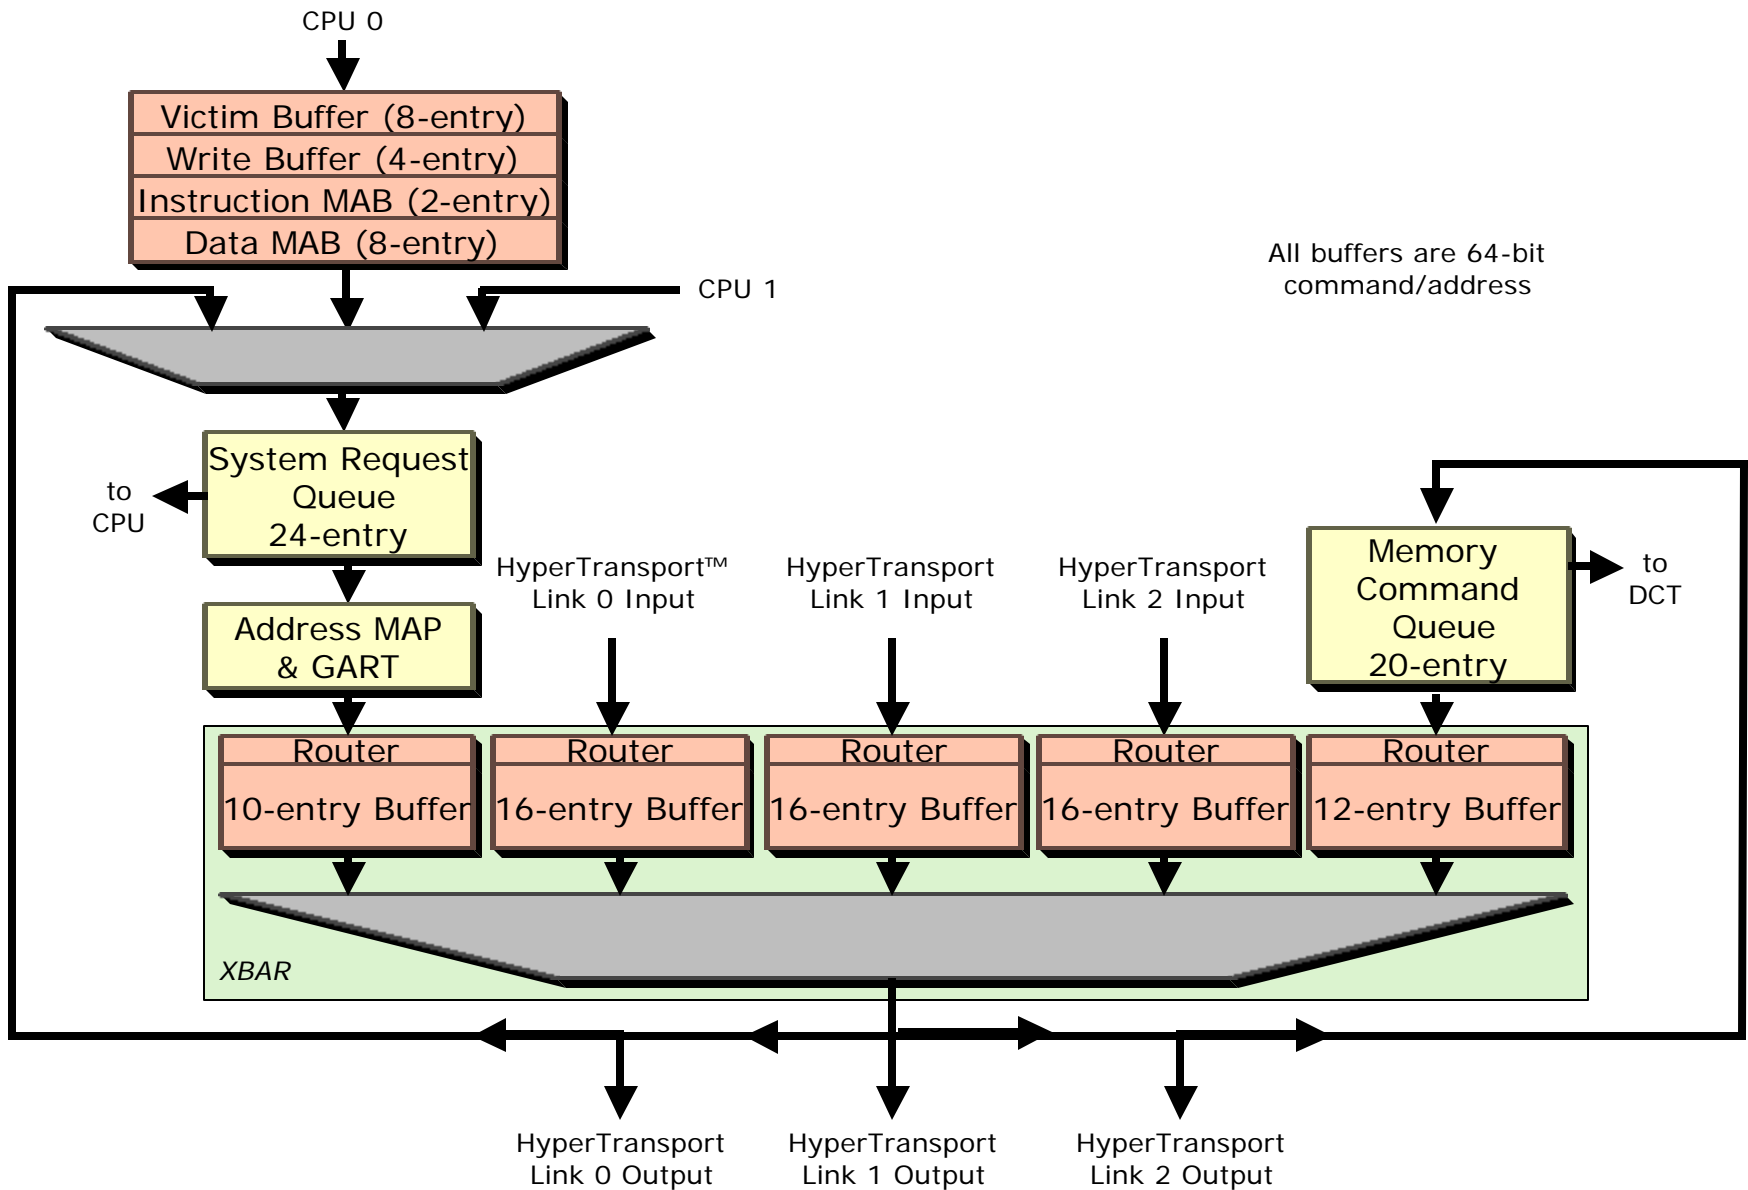 CPU 0
Victim Buffer (8-entry)
Write Buffer (4-entry)
Instruction MAB (2-entry)
Data MAB (8-entry)
All buffers are 64-bit
command/address
CPU 1
System Request
Queue
24-entry
to
CPU
HyperTransport™
Link 0 Input
HyperTransport
Link 1 Input
HyperTransport
Link 2 Input
Memory
Command
Queue
20-entry
to
DCT
Address MAP
& GART
Router
10-entry Buffer
Router
16-entry Buffer
Router
16-entry Buffer
Router
16-entry Buffer
Router
12-entry Buffer
XBAR
HyperTransport
Link 0 Output
HyperTransport
Link 1 Output
HyperTransport
Link 2 Output